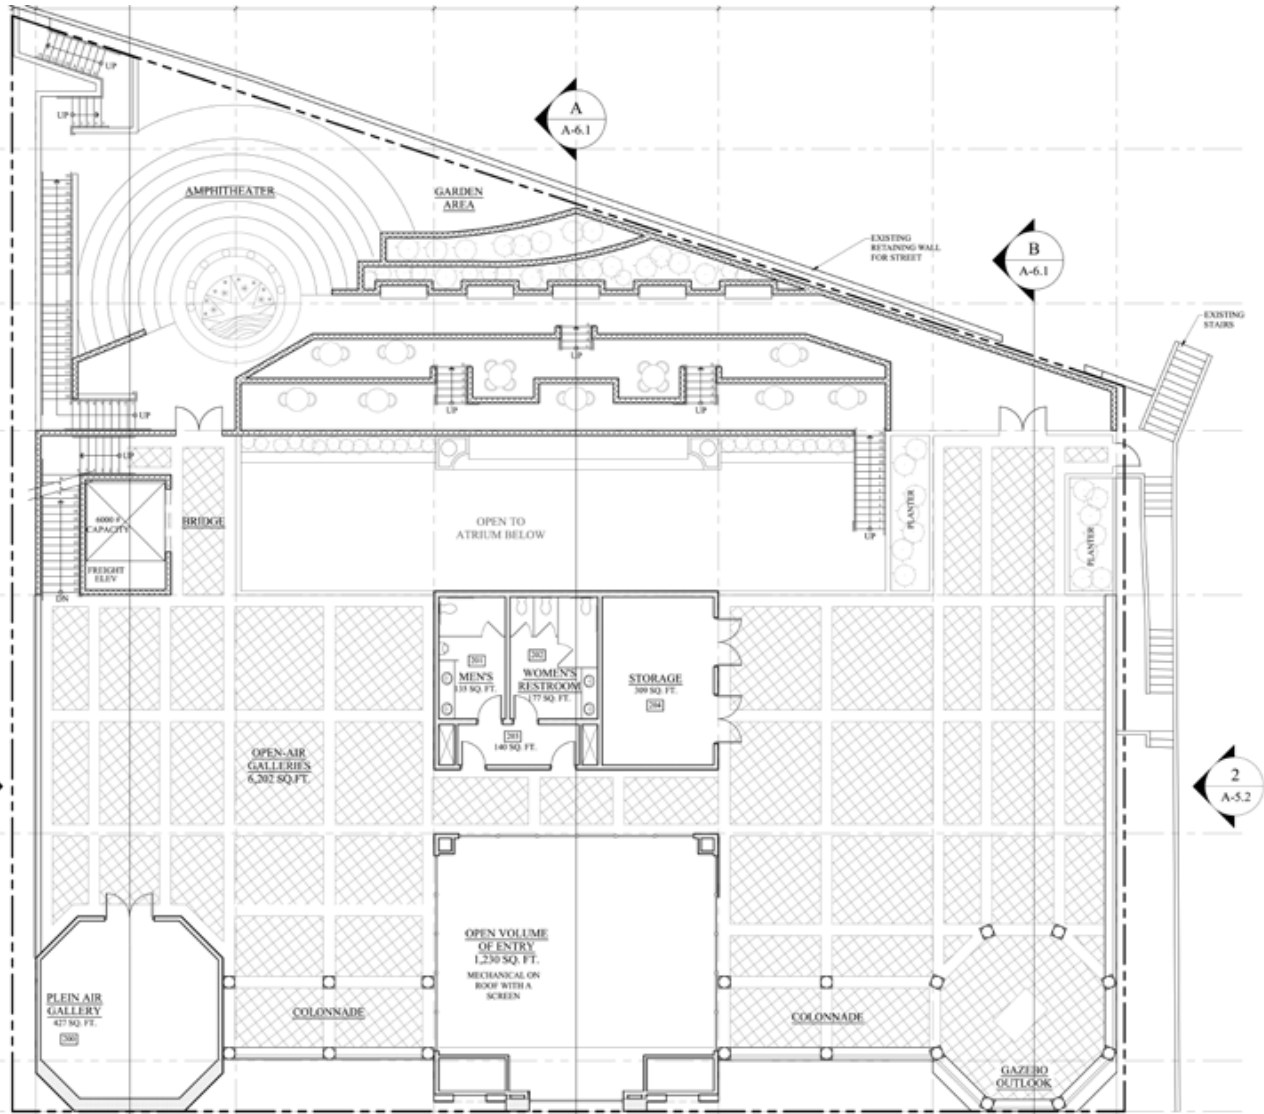 UP
A
A-6.1
UP
AMPHITHEATER
GARDEN
AREA
EXISTING
RETAINING WALL
FOR STREET
B
A-6.1
EXISTING
STAIRS
UP
UP
UP
UP
UP
BRIDGE
6000 #
CAPACITY
FREIGHT
ELEV
DN
OPEN TO
ATRIUM BELOW
UP
PLANTER
PLANTER
201
MEN'S
135 SQ. FT.
202
WOMEN'S
RESTROOM
177 SQ. FT.
STORAGE
309 SQ. FT.
204
203
140 SQ. FT.
OPEN-AIR
GALLERIES
6,202 SQ.FT.
2
A-5.2
OPEN VOLUME
OF ENTRY
1,230 SQ. FT.
MECHANICAL ON
ROOF WITH A
SCREEN
PLEIN AIR
GALLERY
427 SQ. FT.
200
COLONNADE
COLONNADE
GAZEBO
OUTLOOK